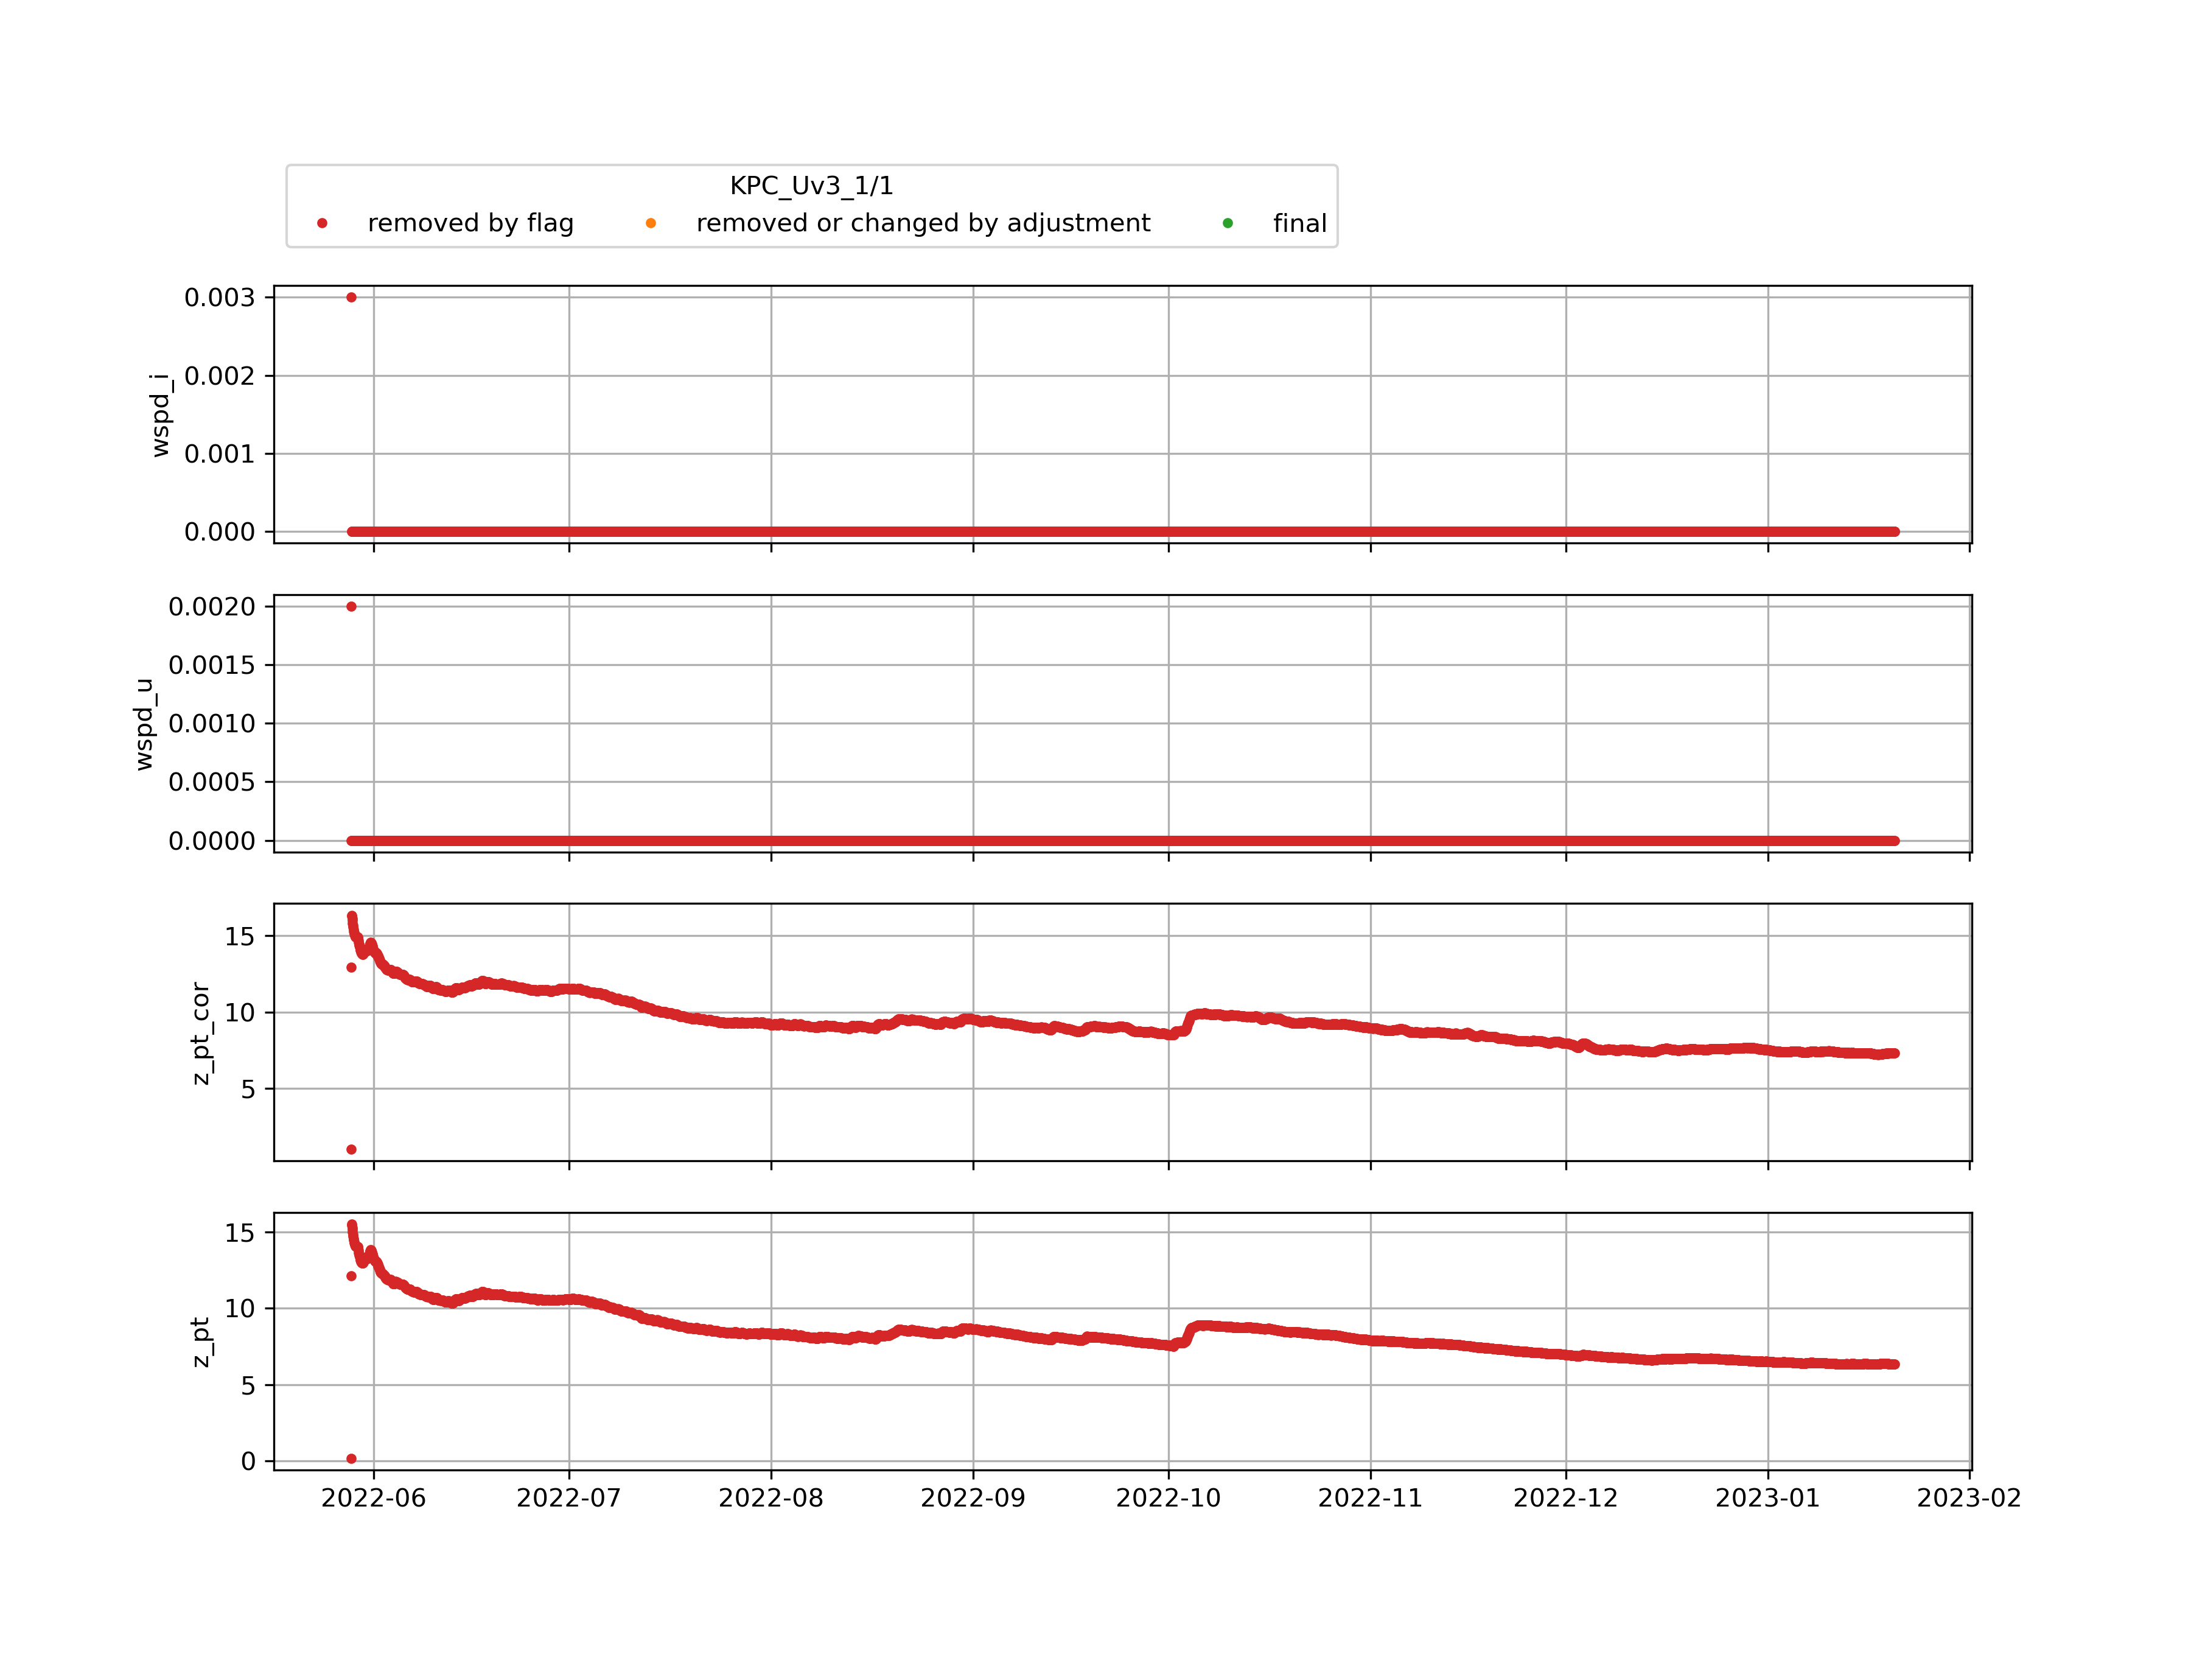 KPC_Uv3_1/1
removed by flag removed or changed by adjustment final
0.003
0.002
0.001
0.000
wspd_i
0.0020
0.0015
0.0010
0.0005
0.0000
wspd_u
15
10
5
z_pt_cor
15
10
5
0
z_pt
2022-06 2022-07 2022-08 2022-09 2022-10 2022-11 2022-12 2023-01 2023-02